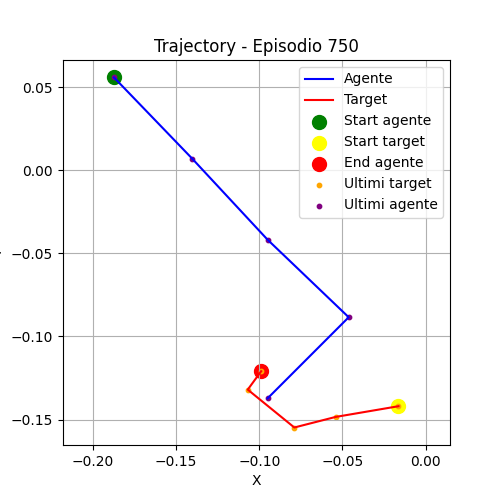 Trajectory - Episodio 750
Agente
Target
Start agente
Start target
End agente
Ultimi target
Ultimi agente
0.05
0.00
−0.05
−0.10
−0.15
−0.20
−0.15
−0.10
−0.05
0.00
X